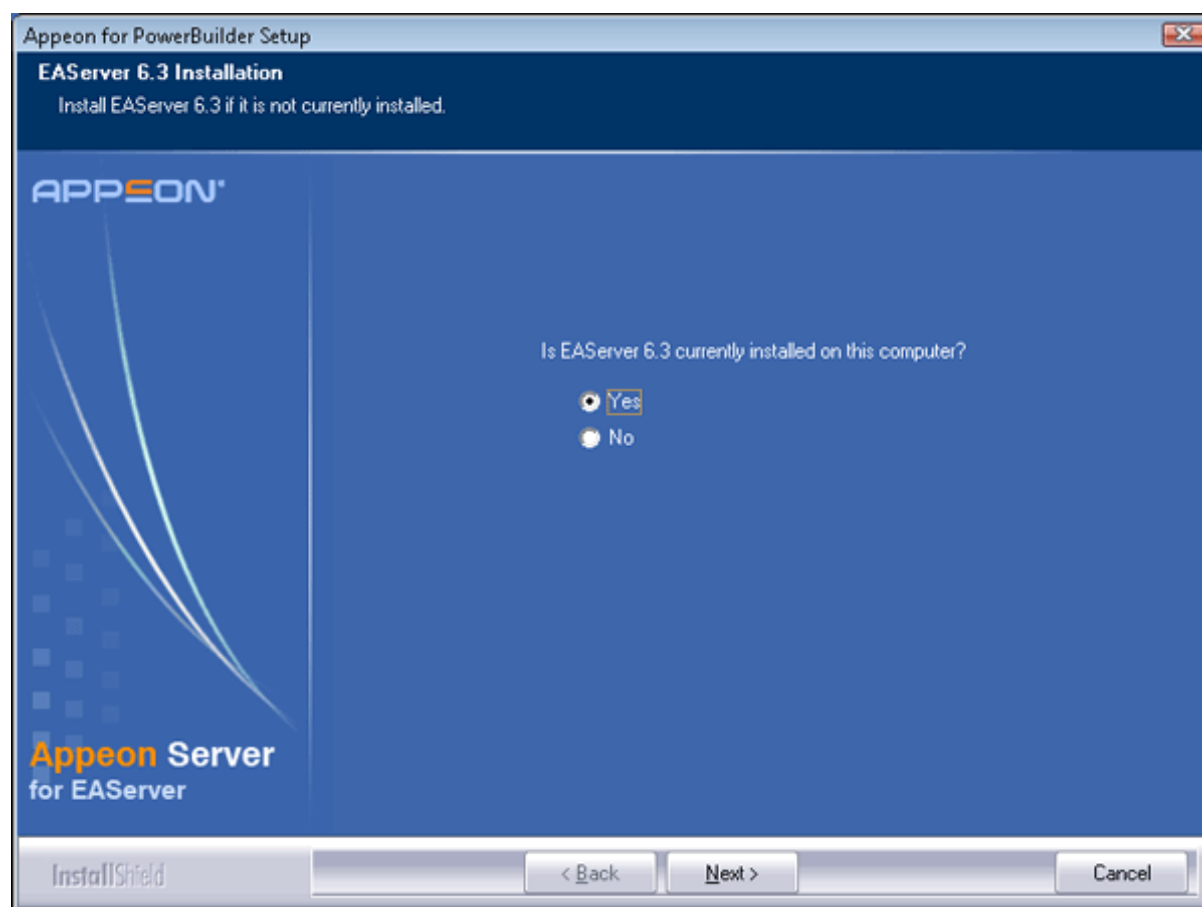 Appeon for PowerBuilder Setup
EAServer 6.3 Installation
Install EAServer 6.3 if it is not currently installed.
APPEON
Is EAServer 6.3 currently installed on this computer?
Yes
No
Appeon Server
for EAServer
InstallShield
< Back
Next >
Cancel